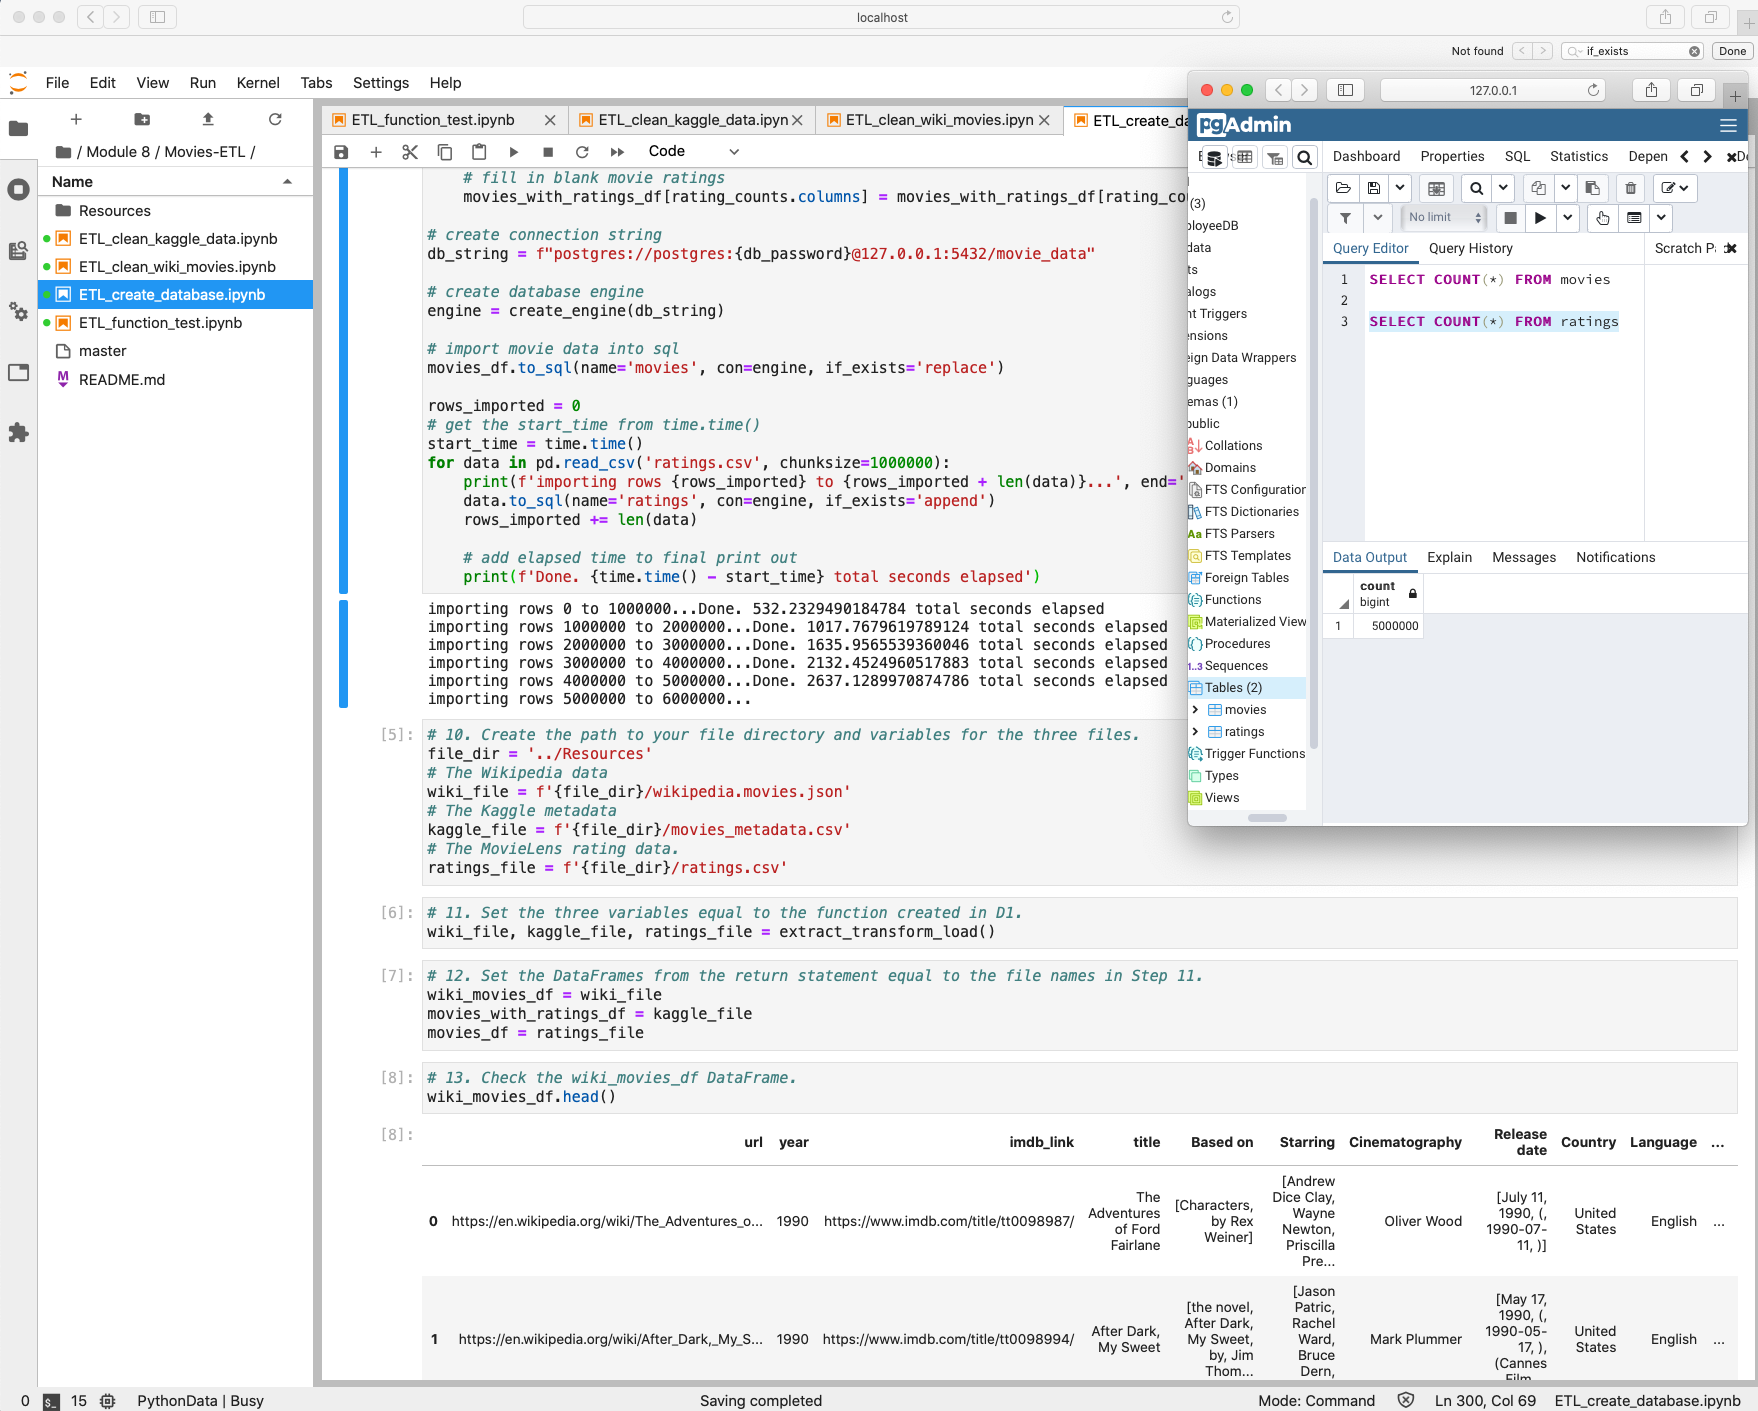 localhost
Not found
if_exists
Done
File Edit View Run Kernel Tabs Settings Help
/ Module 8 / Movies-ETL /
Name
Resources
ETL_clean_kaggle_data.ipynb
ETL_clean_wiki_movies.ipynb
ETL_create_database.ipynb
ETL_function_test.ipynb
master
README.md
ETL_function_test.ipynb
ETL_clean_kaggle_data.ipyn
ETL_clean_wiki_movies.ipyn
ETL_create_da
Code
# fill in blank movie ratings
movies_with_ratings_df[rating_counts.columns] = movies_with_ratings_df[rating_co
# create connection string
db_string = f"postgres://postgres:{db_password}@127.0.0.1:5432/movie_data"
# create database engine
engine = create_engine(db_string)
# import movie data into sql
movies_df.to_sql(name='movies', con=engine, if_exists='replace')
rows_imported = 0
# get the start_time from time.time()
start_time = time.time()
for data in pd.read_csv('ratings.csv', chunksize=1000000):
print(f'importing rows {rows_imported} to {rows_imported + len(data)}...', end='
data.to_sql(name='ratings', con=engine, if_exists='append')
rows_imported += len(data)
# add elapsed time to final print out
print(f'Done. {time.time() - start_time} total seconds elapsed')
importing rows 0 to 1000000...Done. 532.2329490184784 total seconds elapsed
importing rows 1000000 to 2000000...Done. 1017.7679619789124 total seconds elapsed
importing rows 2000000 to 3000000...Done. 1635.9565539360046 total seconds elapsed
importing rows 3000000 to 4000000...Done. 2132.4524960517883 total seconds elapsed
importing rows 4000000 to 5000000...Done. 2637.1289970874786 total seconds elapsed
importing rows 5000000 to 6000000...
[5]:
# 10. Create the path to your file directory and variables for the three files.
file_dir = '../Resources'
# The Wikipedia data
wiki_file = f'{file_dir}/wikipedia.movies.json'
# The Kaggle metadata
kaggle_file = f'{file_dir}/movies_metadata.csv'
# The MovieLens rating data.
ratings_file = f'{file_dir}/ratings.csv'
[6]:
# 11. Set the three variables equal to the function created in D1.
wiki_file, kaggle_file, ratings_file = extract_transform_load()
[7]:
# 12. Set the DataFrames from the return statement equal to the file names in Step 11.
wiki_movies_df = wiki_file
movies_with_ratings_df = kaggle_file
movies_df = ratings_file
[8]:
# 13. Check the wiki_movies_df DataFrame.
wiki_movies_df.head()
[8]:
url year imdb_link title Based on Starring Cinematography Release date Country Language ...
0 https://en.wikipedia.org/wiki/The_Adventures_o... 1990 https://www.imdb.com/title/tt0098987/ The Adventures of Ford Fairlane [Characters, by Rex Weiner] [Andrew Dice Clay, Wayne Newton, Priscilla Pre... Oliver Wood [July 11, 1990, (, 1990-07-11, )] United States English ...
1 https://en.wikipedia.org/wiki/After_Dark,_My_S... 1990 https://www.imdb.com/title/tt0098994/ After Dark, My Sweet [the novel, After Dark, My Sweet, by, Jim Thom... [Jason Patric, Rachel Ward, Bruce Dern, Mark Plummer [May 17, 1990, (, 1990-05-17, ), (Cannes Film United States English ...
127.0.0.1
pgAdmin
Dashboard Properties SQL Statistics Depen
(3)
ployeeDB
data
ts
alogs
nt Triggers
ensions
eign Data Wrappers
guages
emas (1)
public
Collations
Domains
FTS Configuration
FTS Dictionaries
Aa FTS Parsers
FTS Templates
Foreign Tables
Functions
Materialized View
Procedures
1..3 Sequences
Tables (2)
movies
ratings
Trigger Functions
Types
Views
No limit
Query Editor Query History
Scratch Pa
1 SELECT COUNT(*) FROM movies
2
3 SELECT COUNT(*) FROM ratings
Data Output Explain Messages Notifications
count
bigint
1 5000000
0 $_ 15 PythonData | Busy
Saving completed
Mode: Command
Ln 300, Col 69
ETL_create_database.ipynb